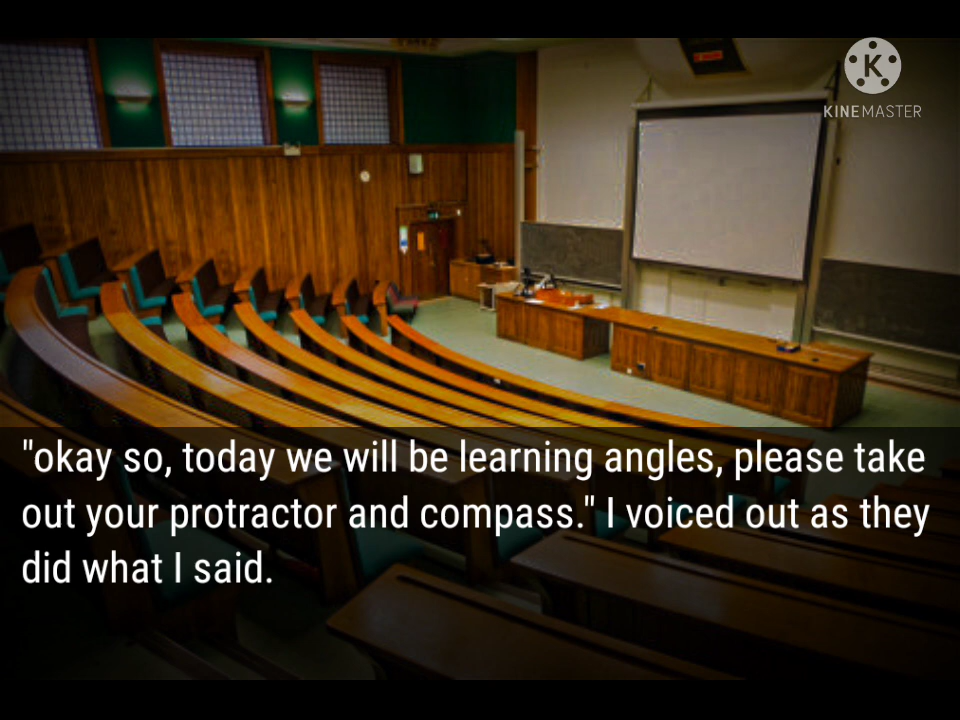 KINEMASTER
"okay so, today we will be learning angles, please take
out your protractor and compass." I voiced out as they
did what I said.